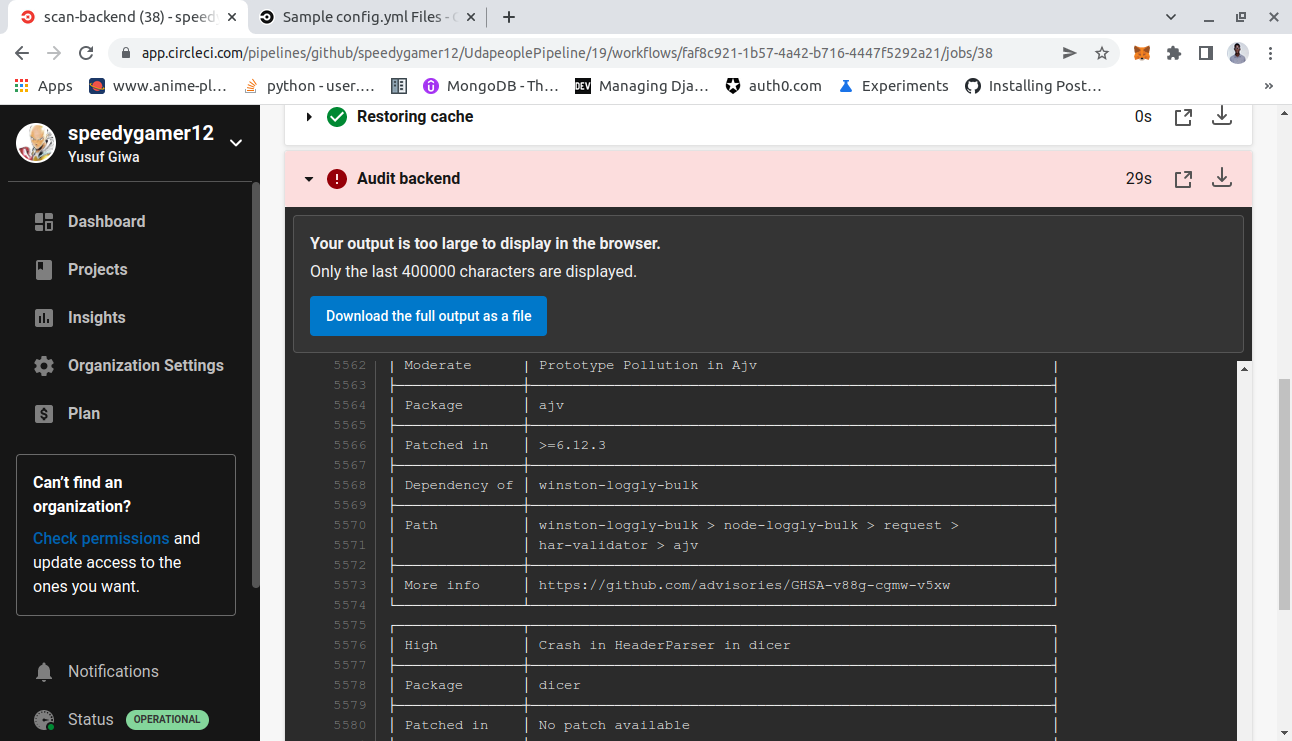 scan-backend (38) - speedy
Sample config.yml Files - C
app.circleci.com/pipelines/github/speedygamer12/UdapeoplePipeline/19/workflows/faf8c921-1b57-4a42-b716-4447f5292a21/jobs/38
Apps
www.anime-pl...
python - user....
MongoDB - Th...
DEV
Managing Dja...
auth0.com
Experiments
Installing Post...
»
speedygamer12
Yusuf Giwa
Dashboard
Projects
Insights
Organization Settings
Plan
Can't find an
organization?
Check permissions and
update access to the
ones you want.
Notifications
Status OPERATIONAL
Restoring cache 0s
Audit backend 29s
Your output is too large to display in the browser.
Only the last 400000 characters are displayed.
Download the full output as a file
5562 Moderate Prototype Pollution in Ajv
5563
5564 Package ajv
5565
5566 Patched in >=6.12.3
5567
5568 Dependency of winston-loggly-bulk
5569
5570 Path winston-loggly-bulk > node-loggly-bulk > request >
5571 har-validator > ajv
5572
5573 More info https://github.com/advisories/GHSA-v88g-cgmw-v5xw
5574
5575
5576 High Crash in HeaderParser in dicer
5577
5578 Package dicer
5579
5580 Patched in No patch available